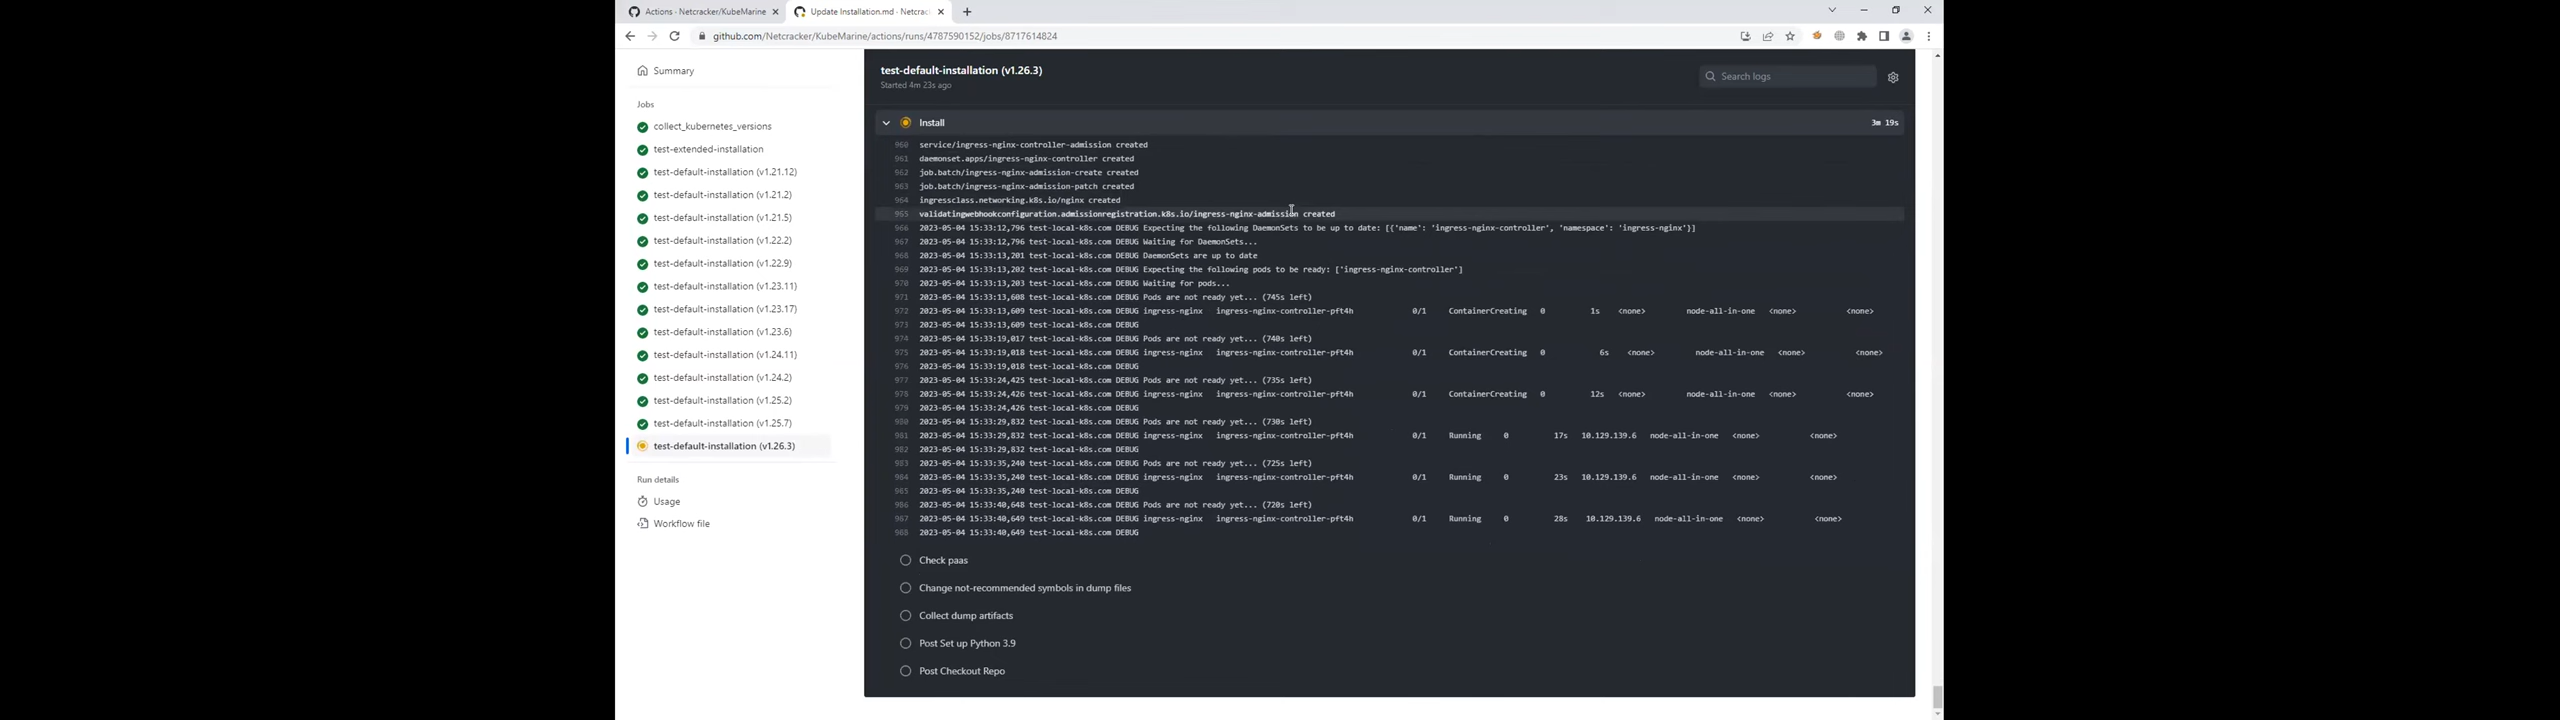 Actions - Netcracker/KubeMarine
Update Installation.md - Netcrac
github.com/Netcracker/KubeMarine/actions/runs/4787590152/jobs/8717614824
Summary
Jobs
collect_kubernetes_versions
test-extended-installation
test-default-installation (v1.21.12)
test-default-installation (v1.21.2)
test-default-installation (v1.21.5)
test-default-installation (v1.22.2)
test-default-installation (v1.22.9)
test-default-installation (v1.23.11)
test-default-installation (v1.23.17)
test-default-installation (v1.23.6)
test-default-installation (v1.24.11)
test-default-installation (v1.24.2)
test-default-installation (v1.25.2)
test-default-installation (v1.25.7)
test-default-installation (v1.26.3)
Run details
Usage
Workflow file
test-default-installation (v1.26.3)
Started 4m 23s ago
Search logs
Install 3m 19s
960 service/ingress-nginx-controller-admission created
961 daemonset.apps/ingress-nginx-controller created
962 job.batch/ingress-nginx-admission-create created
963 job.batch/ingress-nginx-admission-patch created
964 ingressclass.networking.k8s.io/nginx created
965 validatingwebhookconfiguration.admissionregistration.k8s.io/ingress-nginx-admission created
966 2023-05-04 15:33:12,796 test-local-k8s.com DEBUG Expecting the following DaemonSets to be up to date: [{'name': 'ingress-nginx-controller', 'namespace': 'ingress-nginx'}]
967 2023-05-04 15:33:12,796 test-local-k8s.com DEBUG Waiting for DaemonSets...
968 2023-05-04 15:33:13,201 test-local-k8s.com DEBUG DaemonSets are up to date
969 2023-05-04 15:33:13,202 test-local-k8s.com DEBUG Expecting the following pods to be ready: ['ingress-nginx-controller']
970 2023-05-04 15:33:13,203 test-local-k8s.com DEBUG Waiting for pods...
971 2023-05-04 15:33:13,608 test-local-k8s.com DEBUG Pods are not ready yet... (745s left)
972 2023-05-04 15:33:13,609 test-local-k8s.com DEBUG ingress-nginx ingress-nginx-controller-pft4h 0/1 ContainerCreating 0 1s <none> node-all-in-one <none> <none>
973 2023-05-04 15:33:13,609 test-local-k8s.com DEBUG
974 2023-05-04 15:33:19,017 test-local-k8s.com DEBUG Pods are not ready yet... (740s left)
975 2023-05-04 15:33:19,018 test-local-k8s.com DEBUG ingress-nginx ingress-nginx-controller-pft4h 0/1 ContainerCreating 0 6s <none> node-all-in-one <none> <none>
976 2023-05-04 15:33:19,018 test-local-k8s.com DEBUG
977 2023-05-04 15:33:24,425 test-local-k8s.com DEBUG Pods are not ready yet... (735s left)
978 2023-05-04 15:33:24,426 test-local-k8s.com DEBUG ingress-nginx ingress-nginx-controller-pft4h 0/1 ContainerCreating 0 12s <none> node-all-in-one <none> <none>
979 2023-05-04 15:33:24,426 test-local-k8s.com DEBUG
980 2023-05-04 15:33:29,832 test-local-k8s.com DEBUG Pods are not ready yet... (730s left)
981 2023-05-04 15:33:29,832 test-local-k8s.com DEBUG ingress-nginx ingress-nginx-controller-pft4h 0/1 Running 0 17s 10.129.139.6 node-all-in-one <none> <none>
982 2023-05-04 15:33:29,832 test-local-k8s.com DEBUG
983 2023-05-04 15:33:35,240 test-local-k8s.com DEBUG Pods are not ready yet... (725s left)
984 2023-05-04 15:33:35,240 test-local-k8s.com DEBUG ingress-nginx ingress-nginx-controller-pft4h 0/1 Running 0 23s 10.129.139.6 node-all-in-one <none> <none>
985 2023-05-04 15:33:35,240 test-local-k8s.com DEBUG
986 2023-05-04 15:33:40,648 test-local-k8s.com DEBUG Pods are not ready yet... (720s left)
987 2023-05-04 15:33:40,649 test-local-k8s.com DEBUG ingress-nginx ingress-nginx-controller-pft4h 0/1 Running 0 28s 10.129.139.6 node-all-in-one <none> <none>
988 2023-05-04 15:33:40,649 test-local-k8s.com DEBUG
Check paas
Change not-recommended symbols in dump files
Collect dump artifacts
Post Set up Python 3.9
Post Checkout Repo